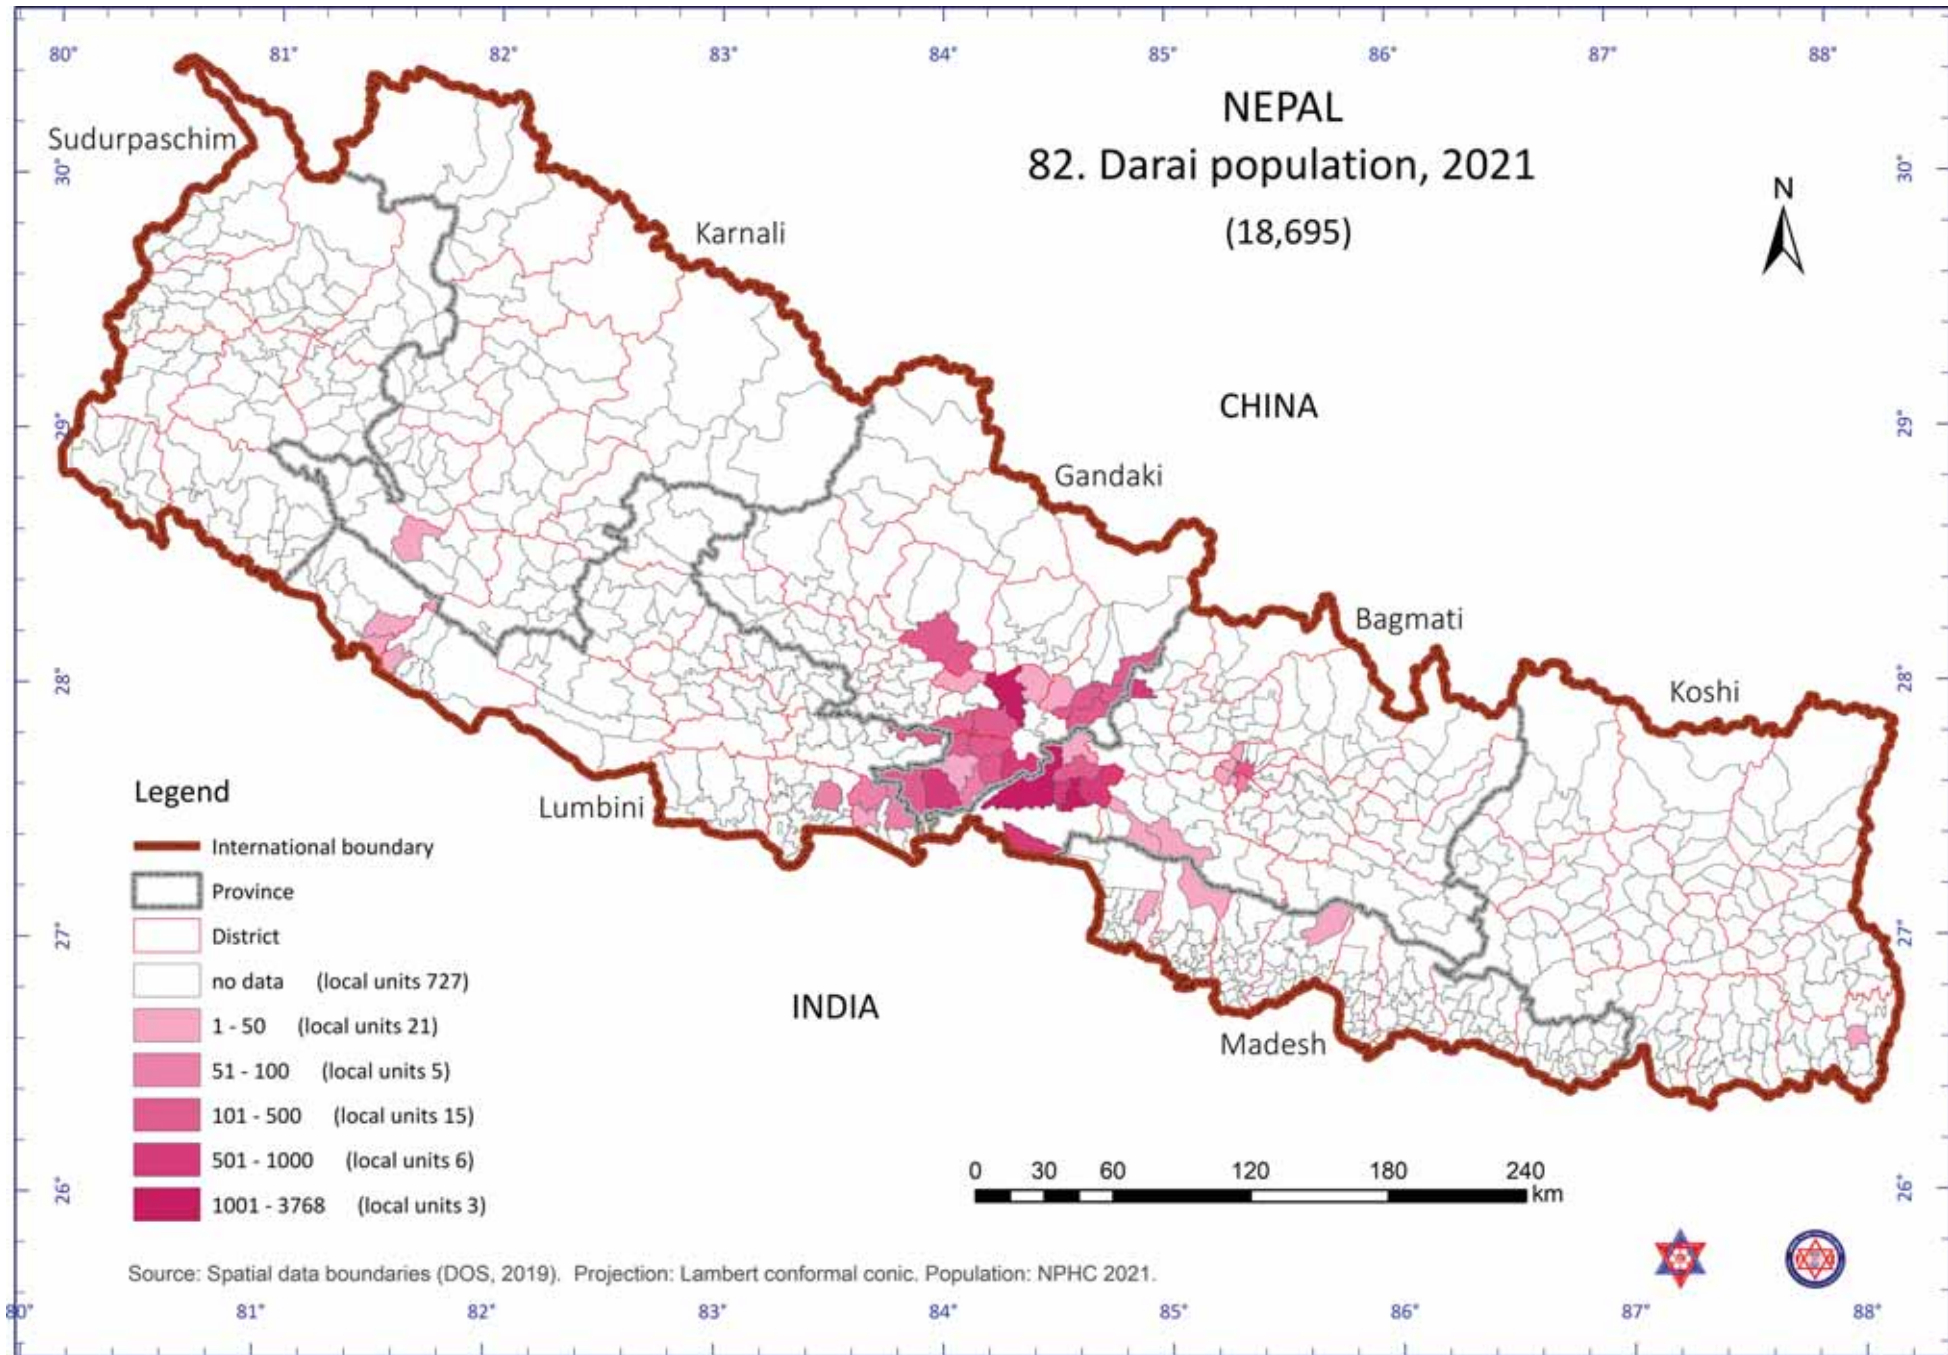 80° 81° 82° 83° 84° 85° 86° 87° 88°
NEPAL
82. Darai population, 2021
(18,695)
N
Sudurpaschim
Karnali
CHINA
Gandaki
Bagmati
Koshi
Lumbini
INDIA
Madesh
30° 30°
29° 29°
28° 28°
27° 27°
26° 26°
Legend
International boundary
Province
District
no data (local units 727)
1 - 50 (local units 21)
51 - 100 (local units 5)
101 - 500 (local units 15)
501 - 1000 (local units 6)
1001 - 3768 (local units 3)
0 30 60 120 180 240
km
Source: Spatial data boundaries (DOS, 2019). Projection: Lambert conformal conic. Population: NPHC 2021.
80° 81° 82° 83° 84° 85° 86° 87° 88°